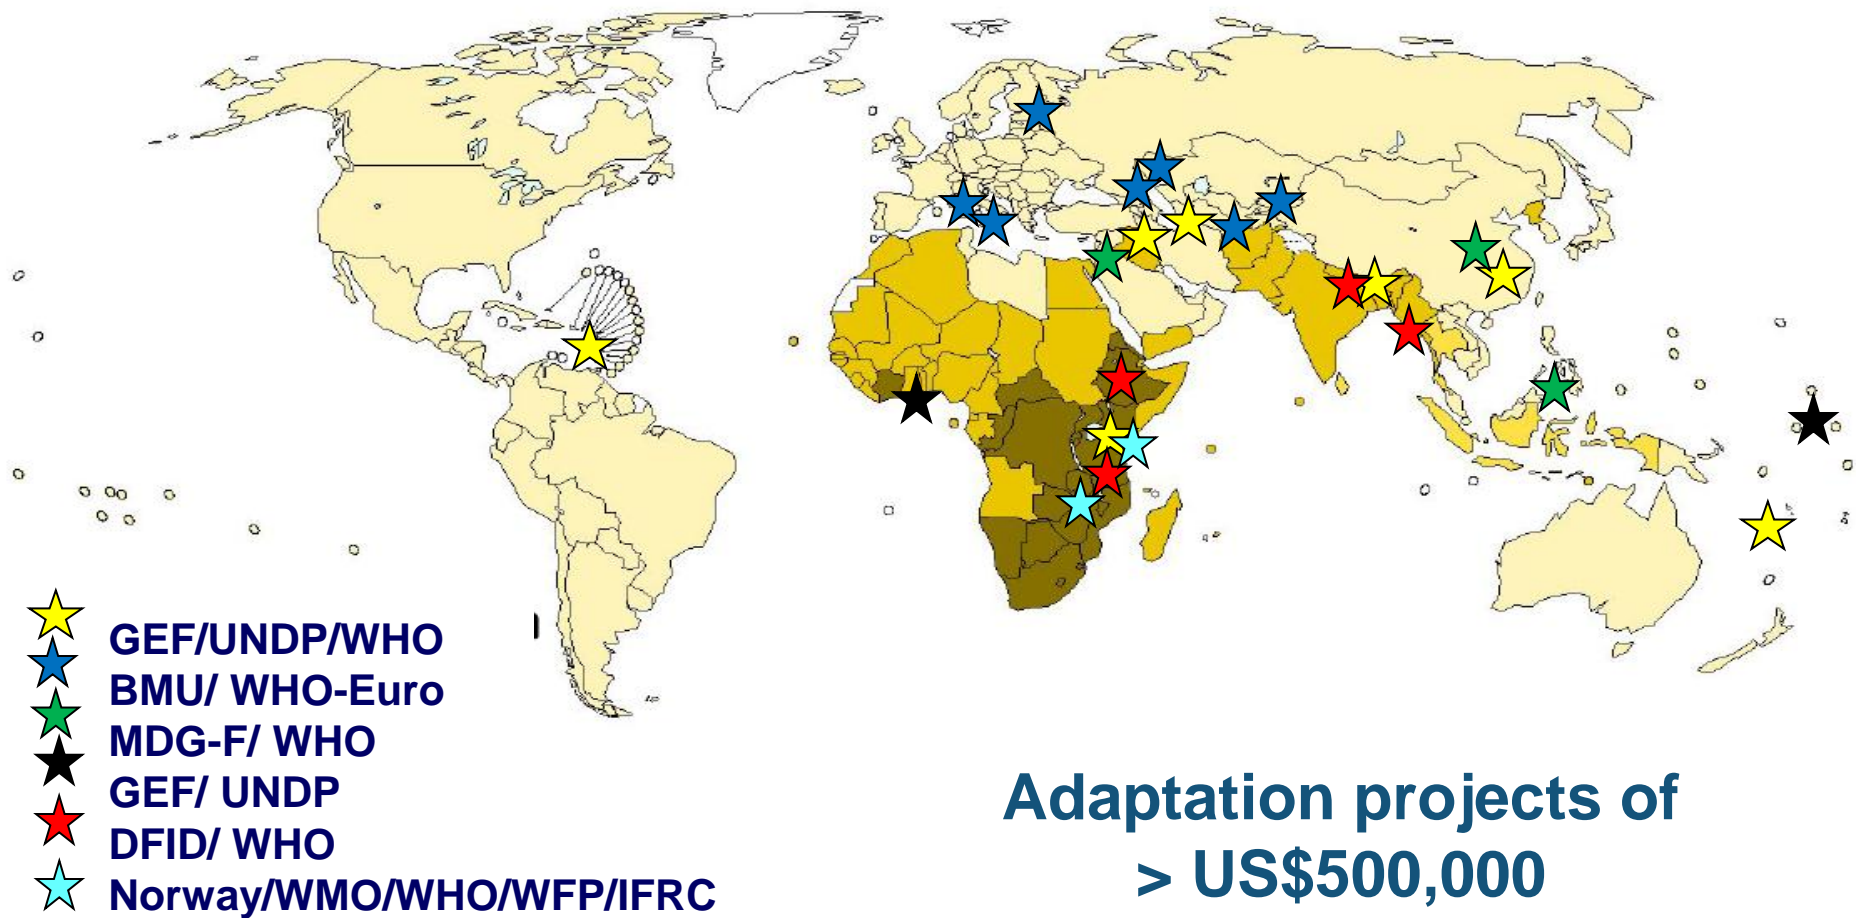 GEF/UNDP/WHO
BMU/ WHO-Euro
MDG-F/ WHO
GEF/ UNDP
DFID/ WHO
Norway/WMO/WHO/WFP/IFRC
Adaptation projects of
> US$500,000